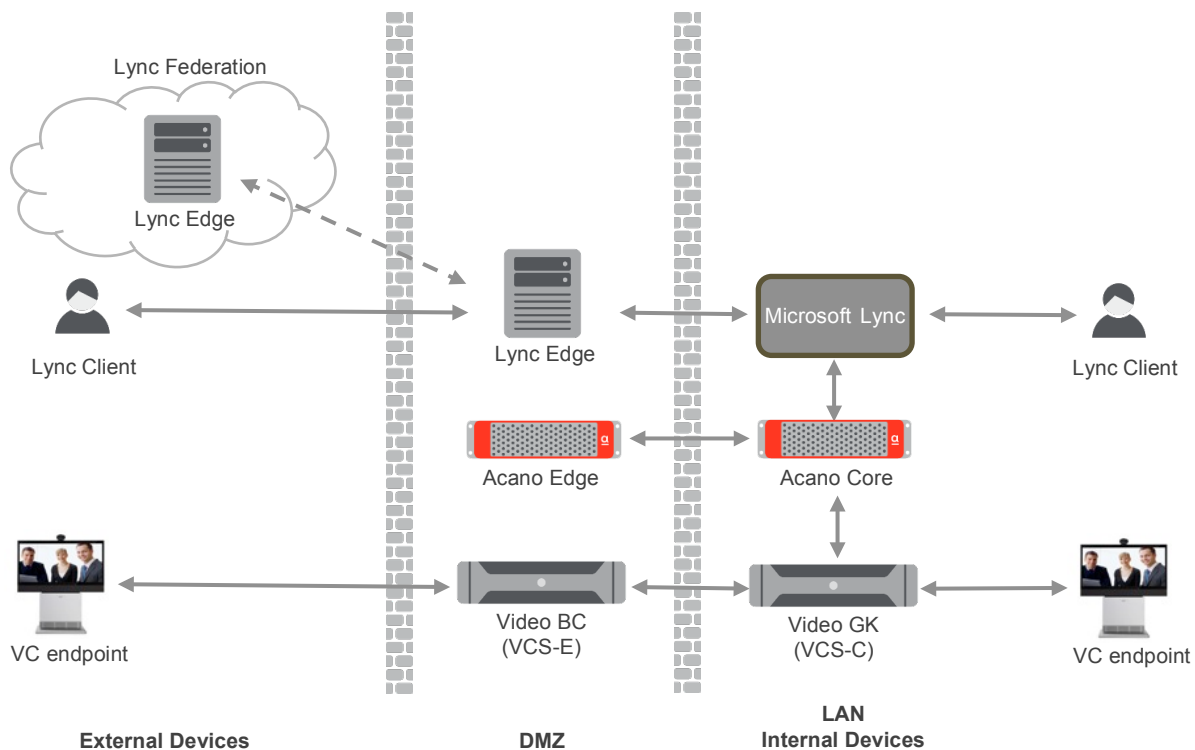 Lync Federation
Lync Edge
Lync Client
Lync Edge
Microsoft Lync
Lync Client
a
Acano Edge
a
Acano Core
VC endpoint
Video BC
(VCS-E)
Video GK
(VCS-C)
VC endpoint
External Devices
DMZ
LAN
Internal Devices